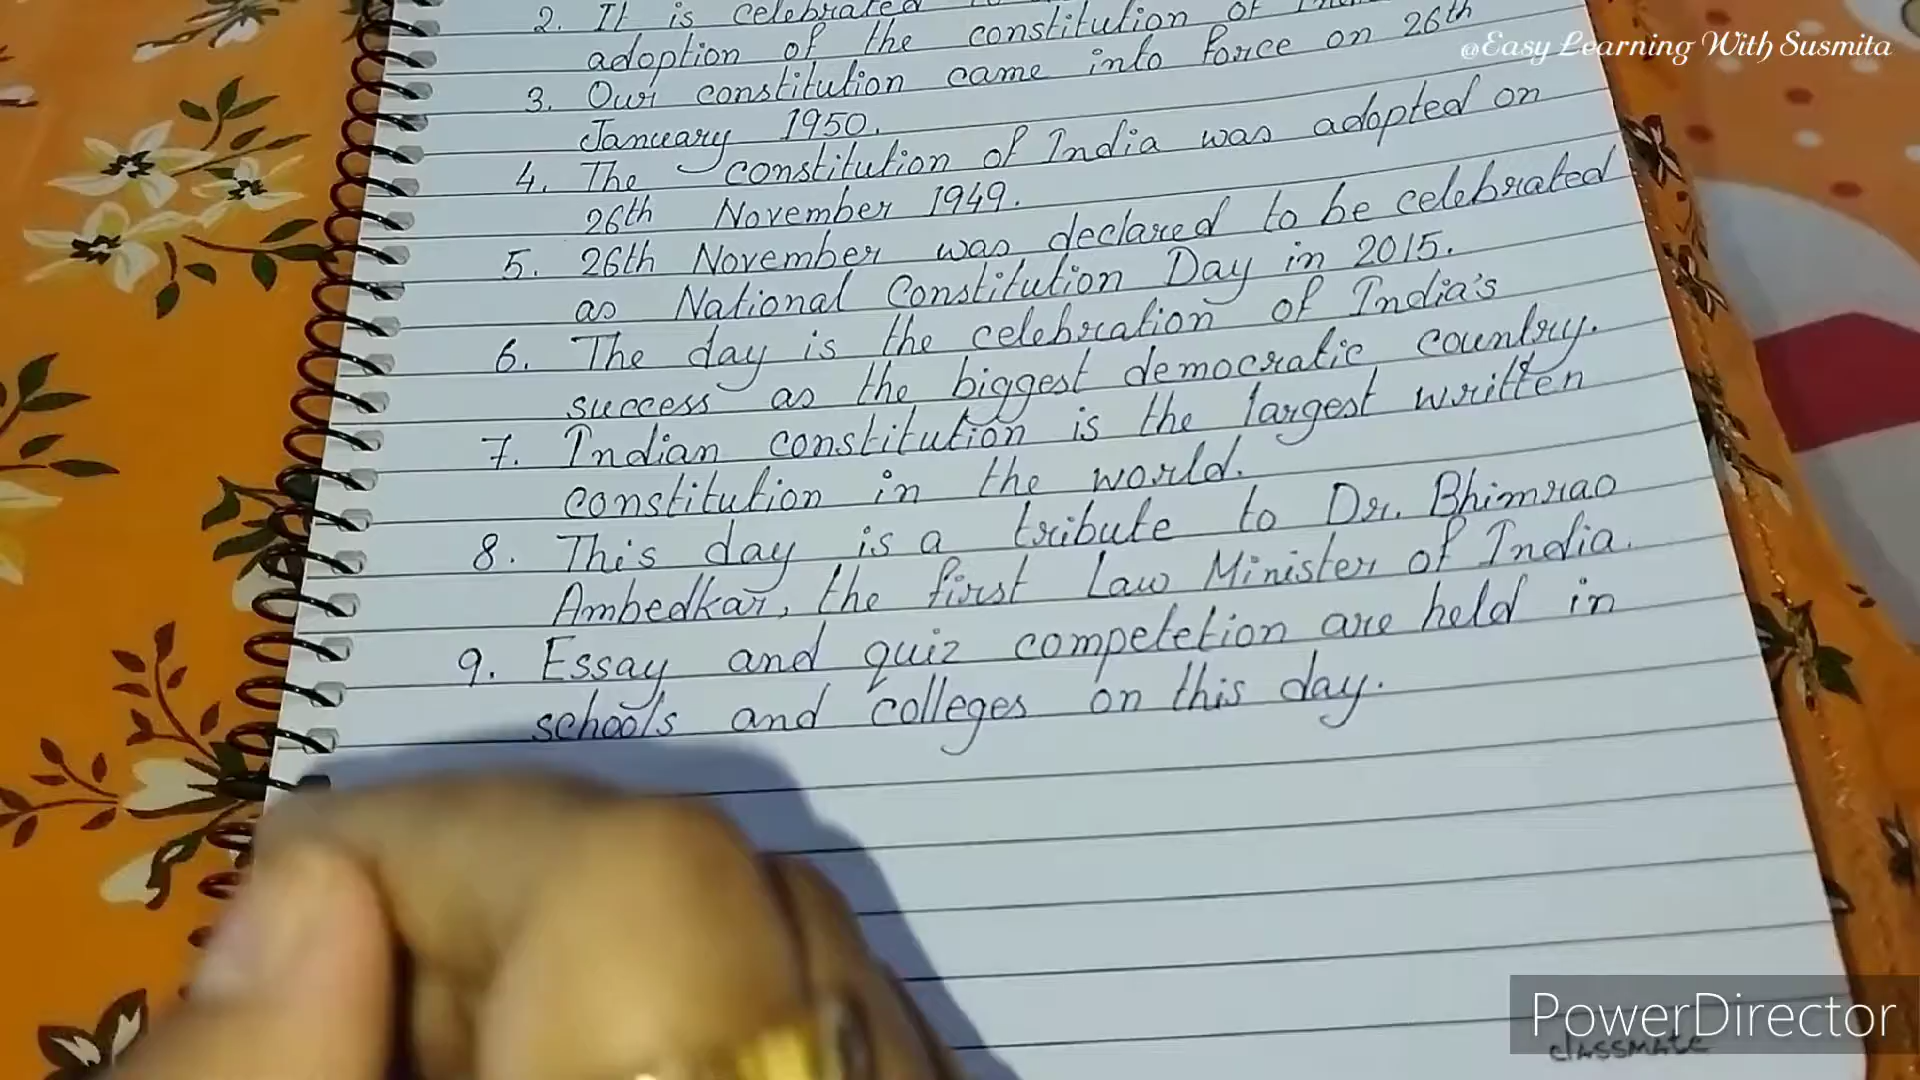 2. It is celebrated
adoption of the constitution of
3. Our constitution came into force on 26th
January 1950.
4. The constitution of India was adopted on
26th November 1949.
5. 26th November was declared to be celebrated
as National Constitution Day in 2015.
6. The day is the celebration of India's
success as the biggest democratic country.
7. Indian constitution is the largest written
constitution in the world.
8. This day is a tribute to Dr. Bhimrao
Ambedkar, the first Law Minister of India.
9. Essay and quiz competetion are held in
schools and colleges on this day.
@Easy Learning With Susmita
PowerDirector
classmate